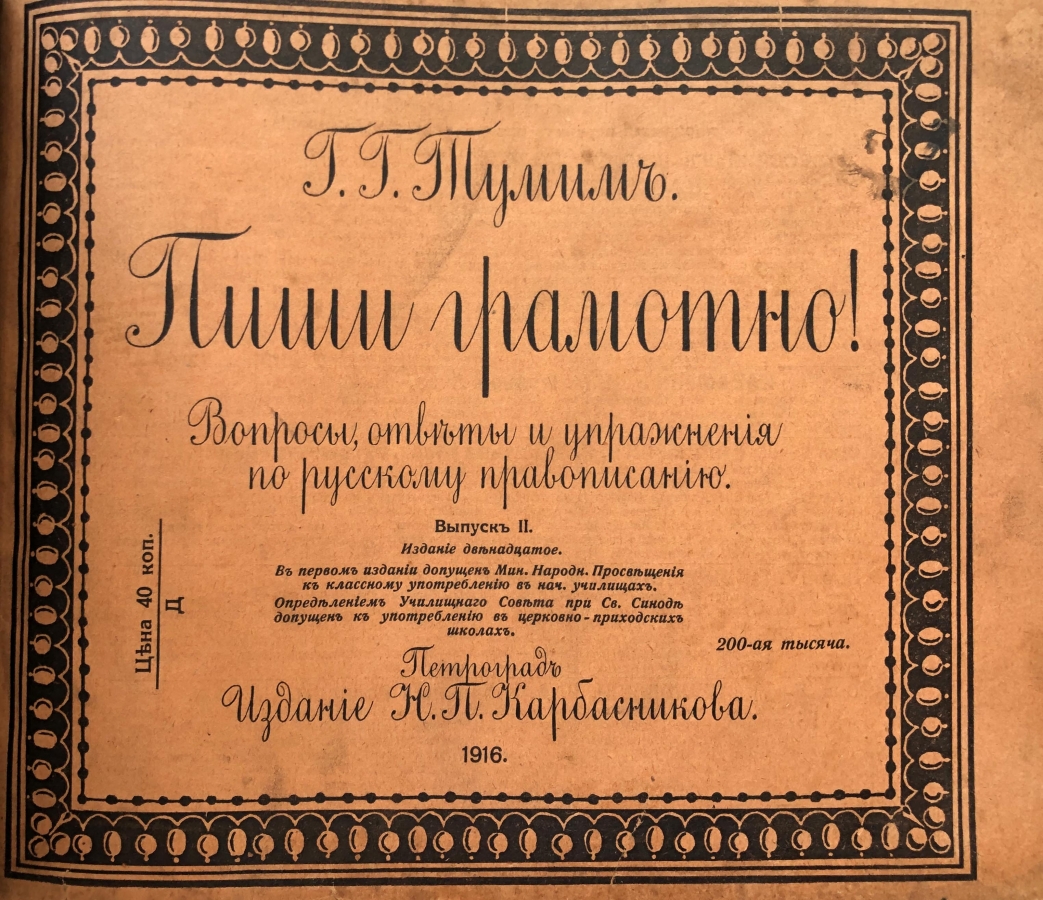 Г. Г. Тумимъ.
Пиши грамотно!
Вопросы, отвѣты и упражненія
по русскому правописанію.
Выпускъ II.
Изданіе двѣнадцатое.
Въ первомъ изданіи допущенъ Мин. Народн. Просвѣщенія
къ классному употребленію въ нач. училищахъ.
Опредѣленіемъ Училищнаго Совѣта при Св. Синодѣ
допущенъ къ употребленію въ церковно-приходскихъ
школахъ.
Цѣна 40 коп.
Д
200-ая тысяча.
Петроградъ
Изданіе Н. П. Карбасникова.
1916.